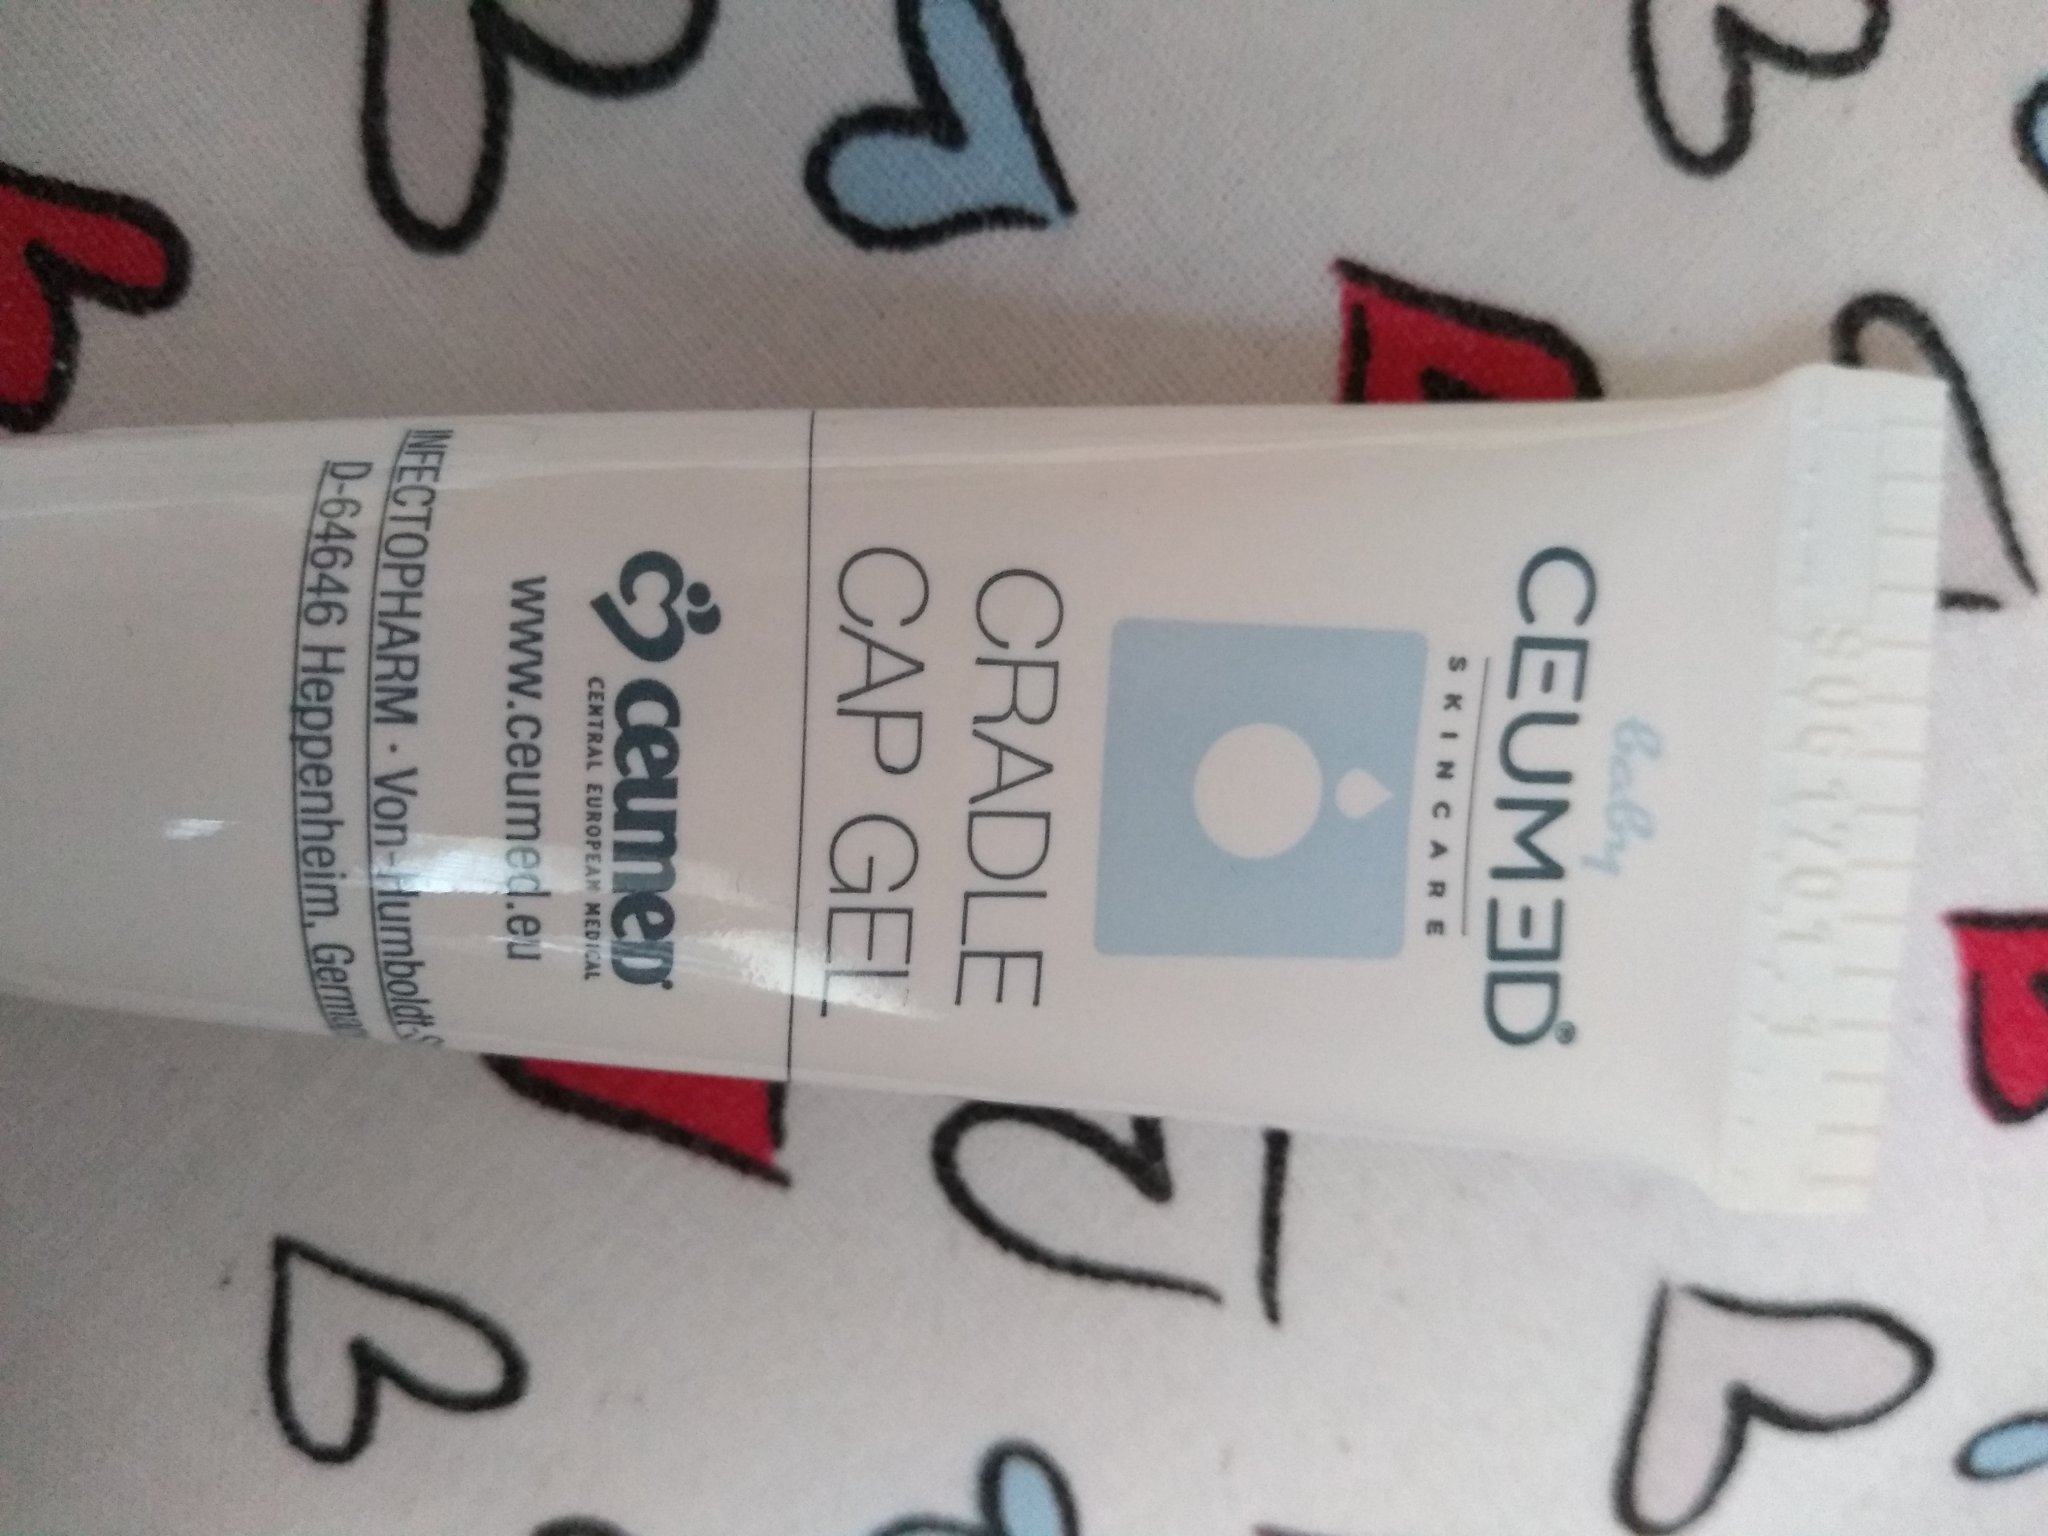 baby
CEUMED®
SKINCARE
CRADLE
CAP GEL
ceumed®
CENTRAL EUROPEAN MEDICAL
www.ceumed.eu
INFECTOPHARM · Von-Humboldt-S
D-64646 Heppenheim, German